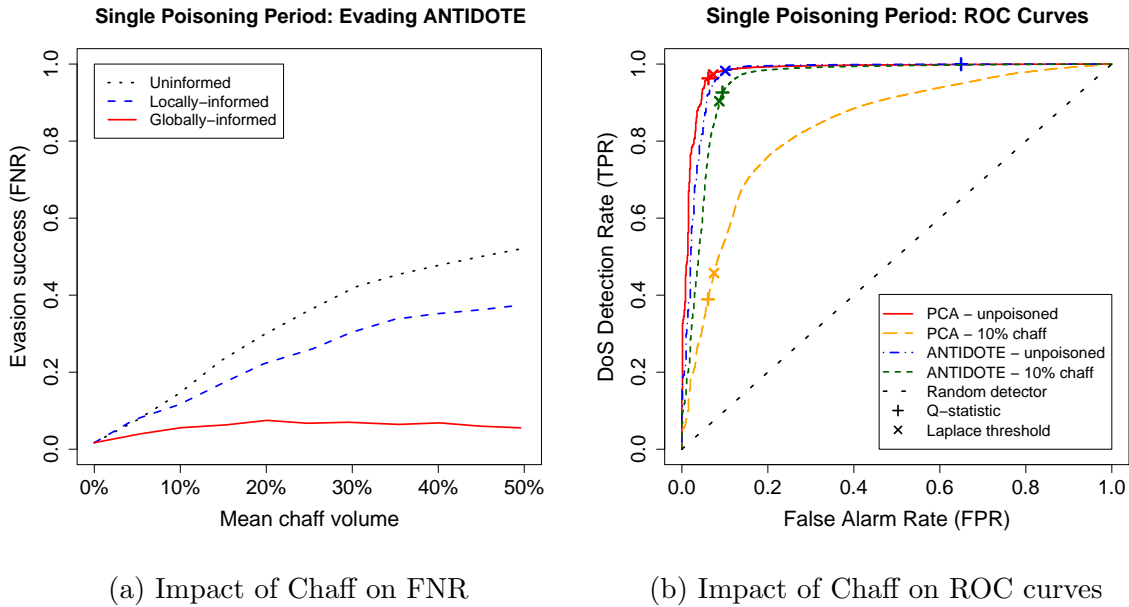 Single Poisoning Period: Evading ANTIDOTE
Evasion success (FNR)
1.0
0.8
0.6
0.4
0.2
0.0
Uninformed
Locally−informed
Globally−informed
0% 10% 20% 30% 40% 50%
Mean chaff volume
(a) Impact of Chaff on FNR
Single Poisoning Period: ROC Curves
DoS Detection Rate (TPR)
1.0
0.8
0.6
0.4
0.2
0.0
PCA − unpoisoned
PCA − 10% chaff
ANTIDOTE − unpoisoned
ANTIDOTE − 10% chaff
Random detector
Q−statistic
Laplace threshold
0.0 0.2 0.4 0.6 0.8 1.0
False Alarm Rate (FPR)
(b) Impact of Chaff on ROC curves